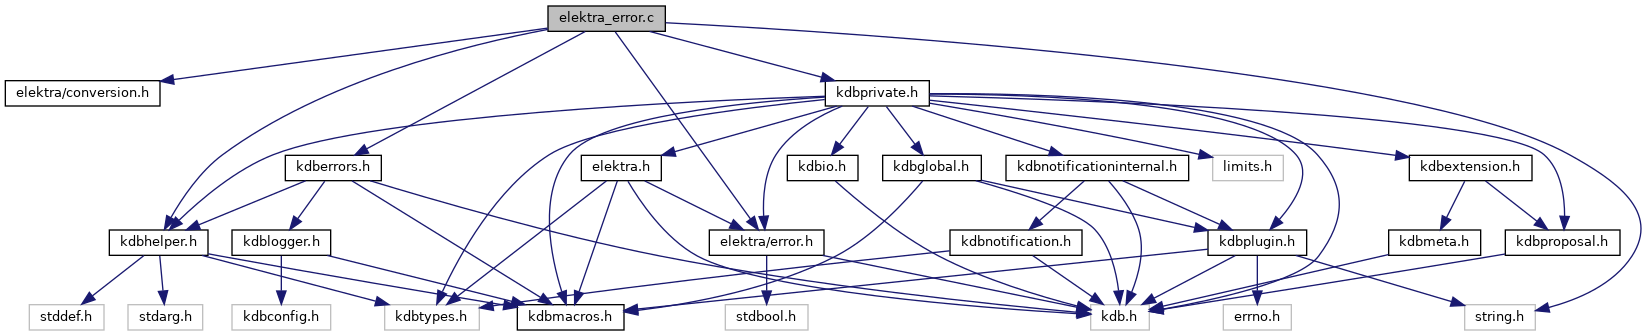 elektra_error.c
elektra/conversion.h
kdbprivate.h
kdberrors.h
elektra.h
kdbio.h
kdbglobal.h
kdbnotificationinternal.h
limits.h
kdbextension.h
kdbhelper.h
kdblogger.h
elektra/error.h
kdbnotification.h
kdbplugin.h
kdbmeta.h
kdbproposal.h
stddef.h
stdarg.h
kdbconfig.h
kdbtypes.h
kdbmacros.h
stdbool.h
kdb.h
errno.h
string.h